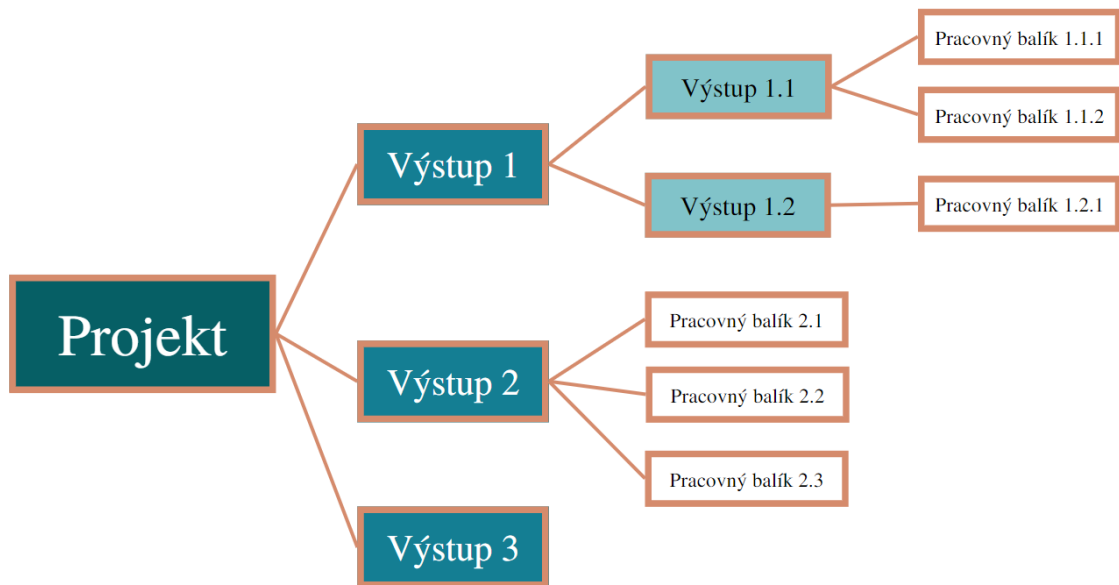 Projekt
Výstup 1
Výstup 1.1
Pracovný balík 1.1.1
Pracovný balík 1.1.2
Výstup 1.2
Pracovný balík 1.2.1
Výstup 2
Pracovný balík 2.1
Pracovný balík 2.2
Pracovný balík 2.3
Výstup 3